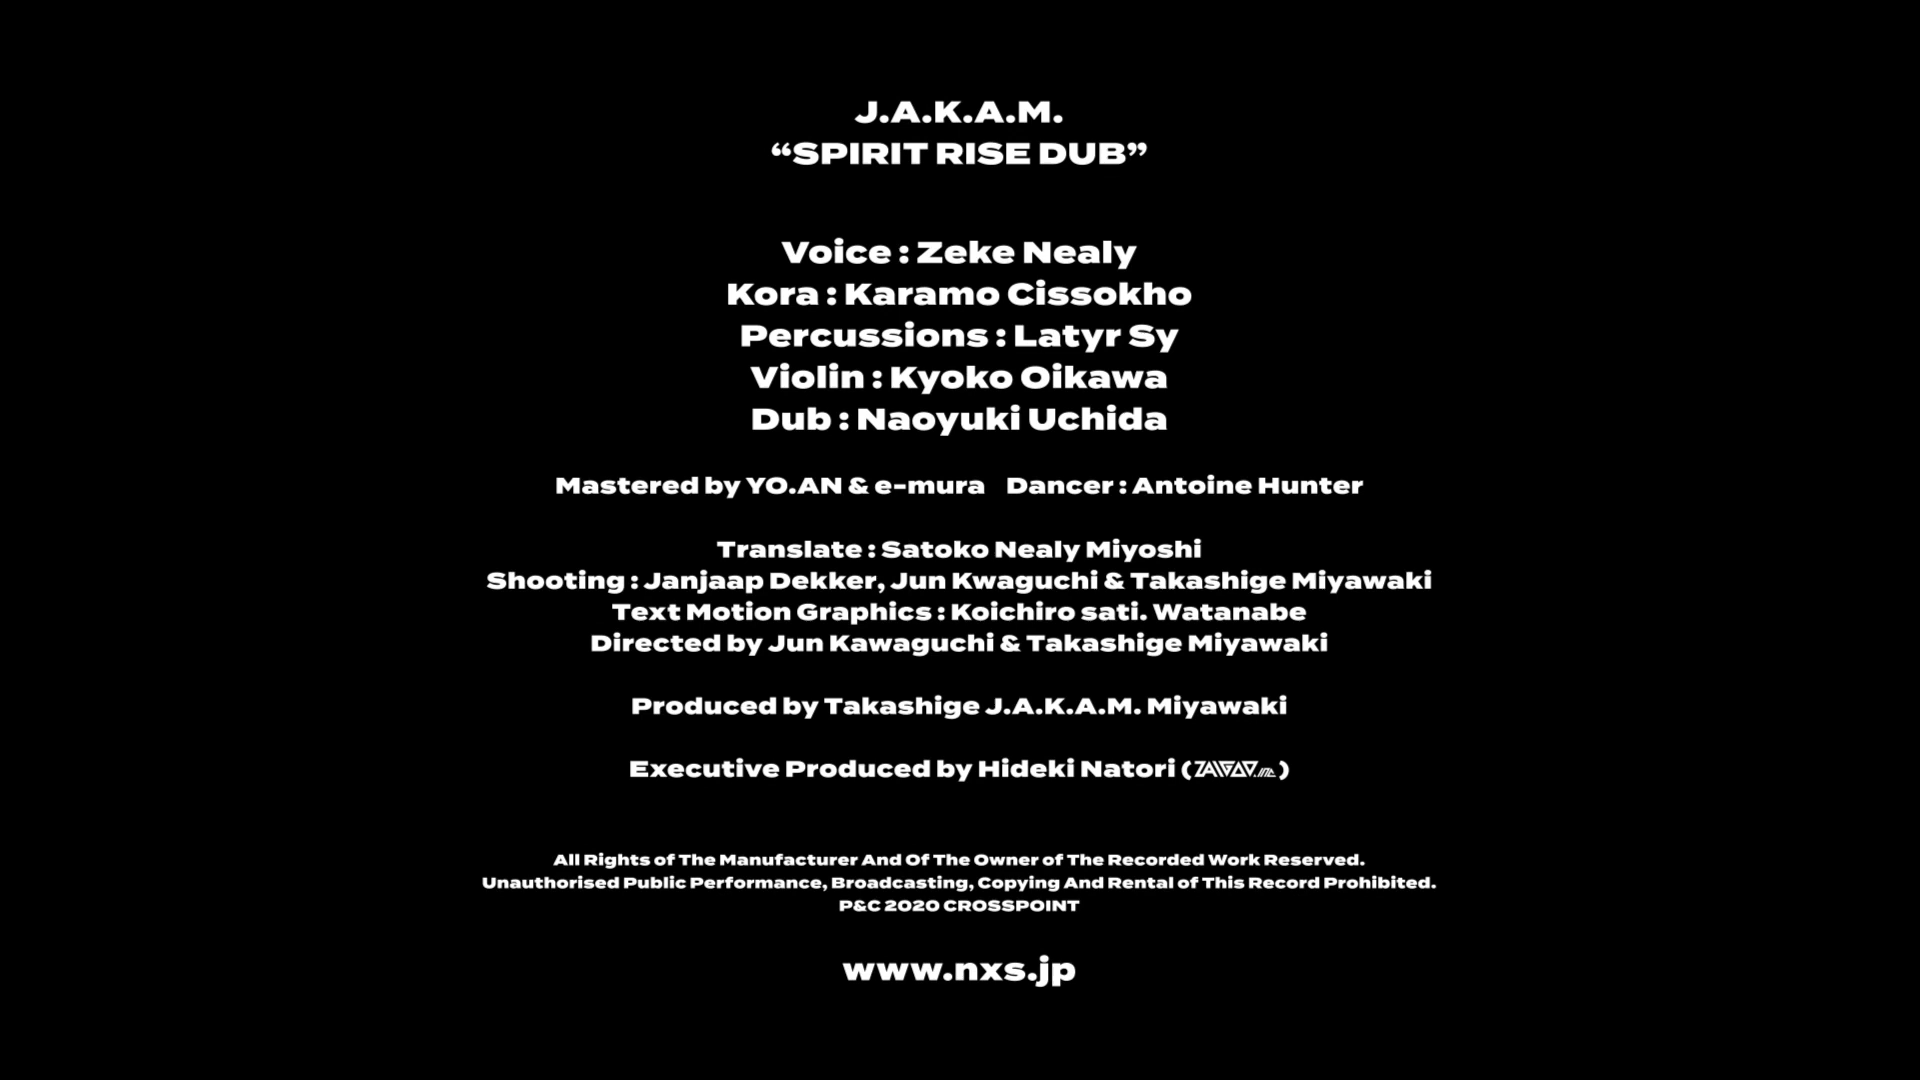 J.A.K.A.M.
“SPIRIT RISE DUB”
Voice : Zeke Nealy
Kora : Karamo Cissokho
Percussions : Latyr Sy
Violin : Kyoko Oikawa
Dub : Naoyuki Uchida
Mastered by YO.AN & e-mura Dancer : Antoine Hunter
Translate : Satoko Nealy Miyoshi
Shooting : Janjaap Dekker, Jun Kwaguchi & Takashige Miyawaki
Text Motion Graphics : Koichiro sati. Watanabe
Directed by Jun Kawaguchi & Takashige Miyawaki
Produced by Takashige J.A.K.A.M. Miyawaki
Executive Produced by Hideki Natori ( )
All Rights of The Manufacturer And Of The Owner of The Recorded Work Reserved.
Unauthorised Public Performance, Broadcasting, Copying And Rental of This Record Prohibited.
P&C 2020 CROSSPOINT
www.nxs.jp